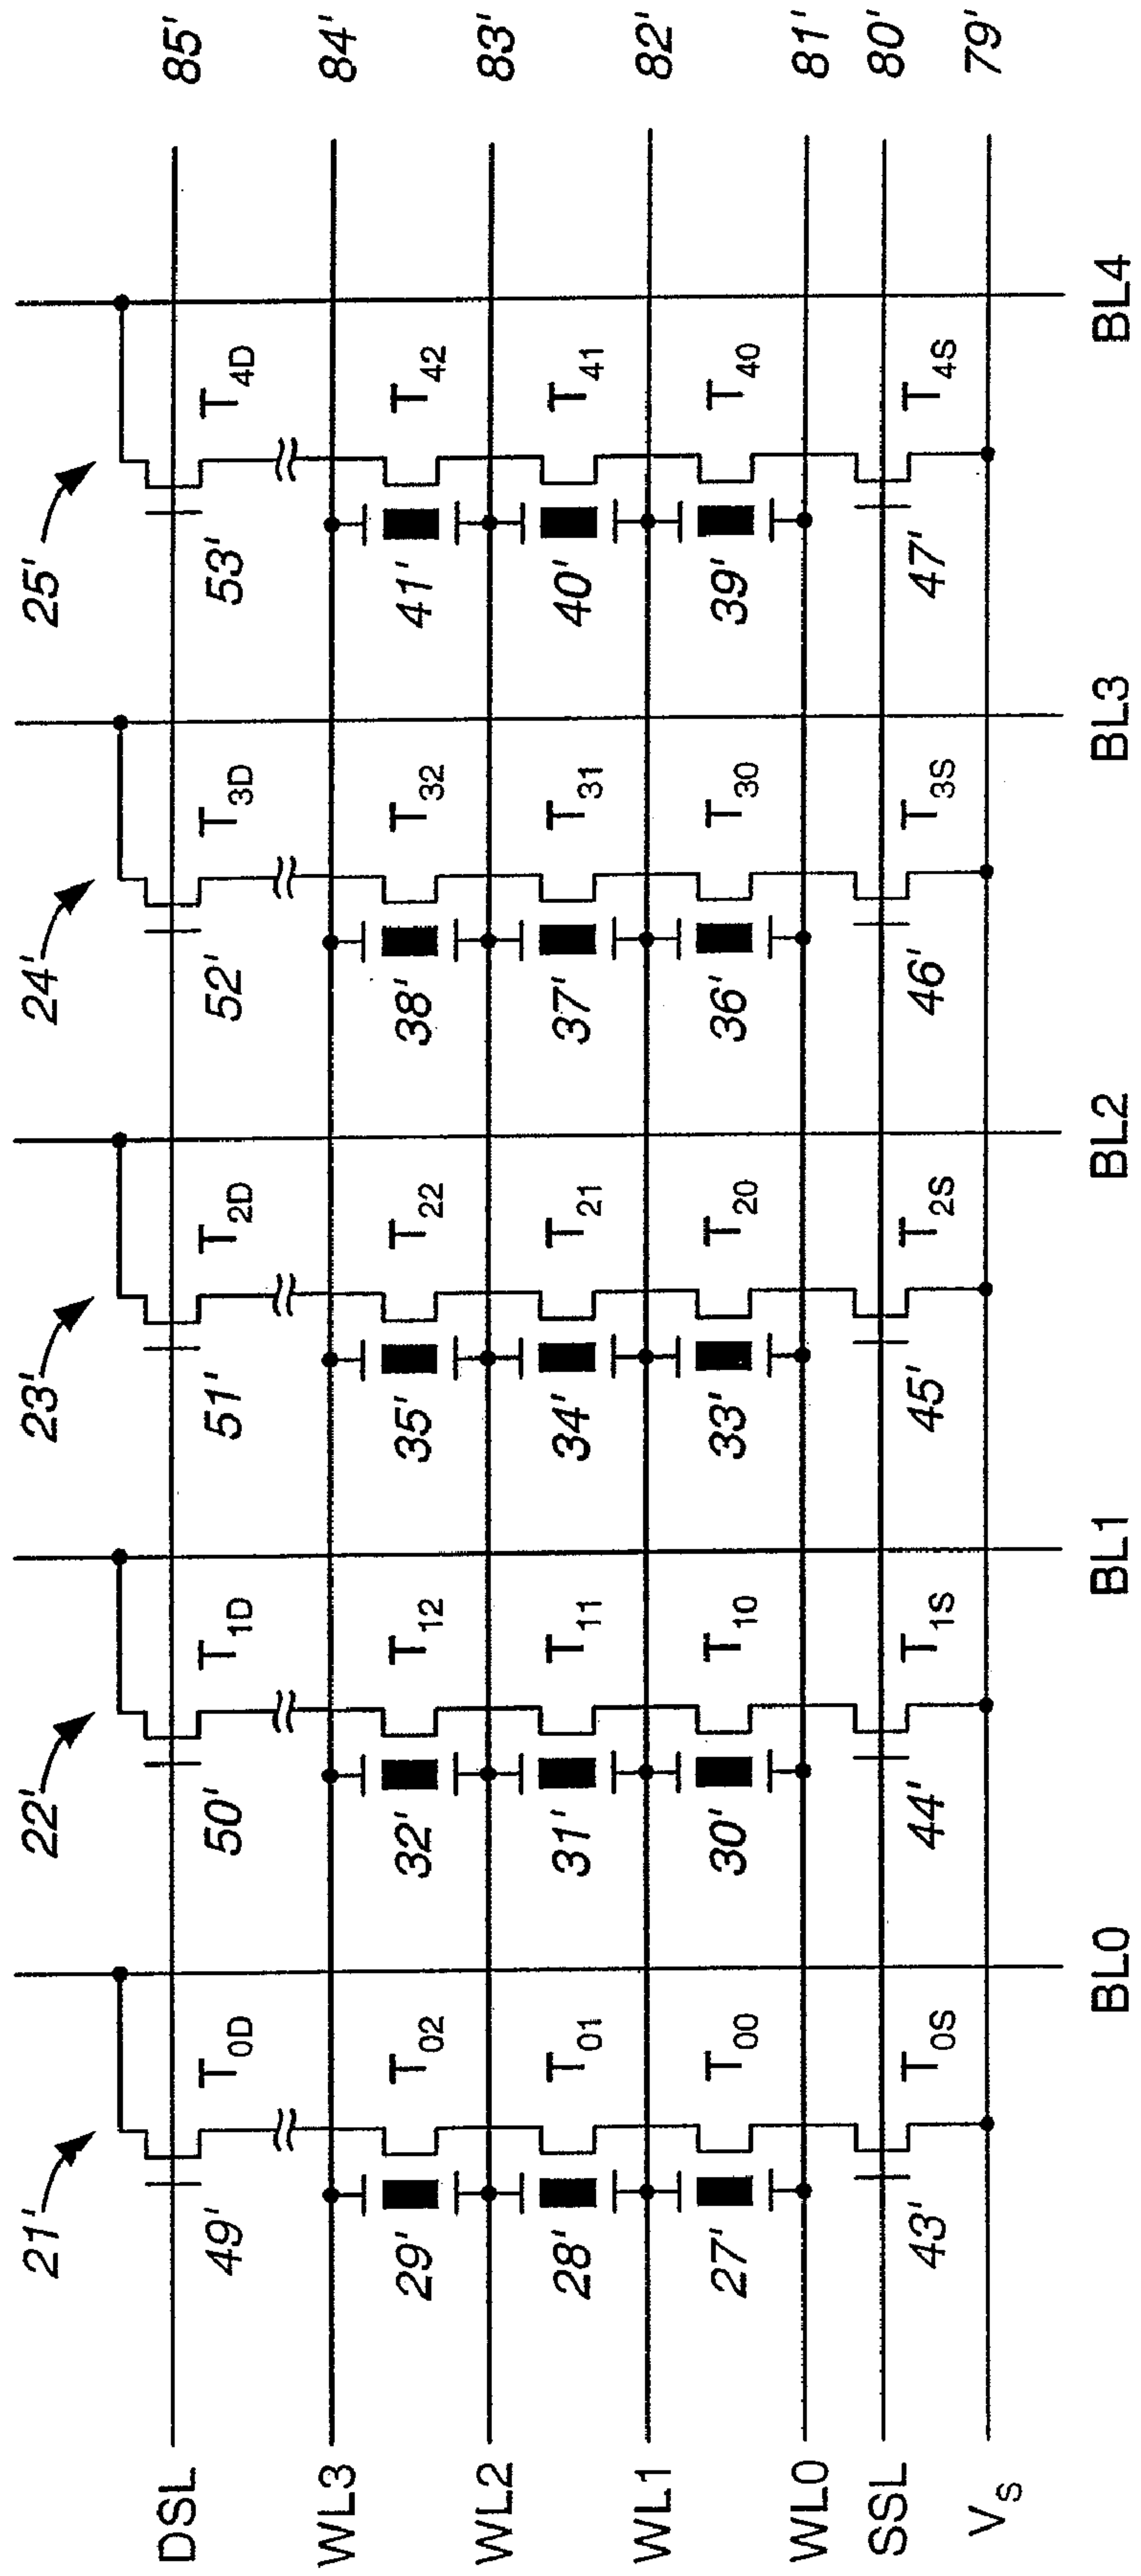 21' 22' 23' 24' 25'
DSL 85'
49' T0D 50' T1D 51' T2D 52' T3D 53' T4D
WL3 84'
29' T02 32' T12 35' T22 38' T32 41' T42
WL2 83'
28' T01 31' T11 34' T21 37' T31 40' T41
WL1 82'
27' T00 30' T10 33' T20 36' T30 39' T40
WL0 81'
SSL 80'
43' T0S 44' T1S 45' T2S 46' T3S 47' T4S
VS 79'
BL0 BL1 BL2 BL3 BL4